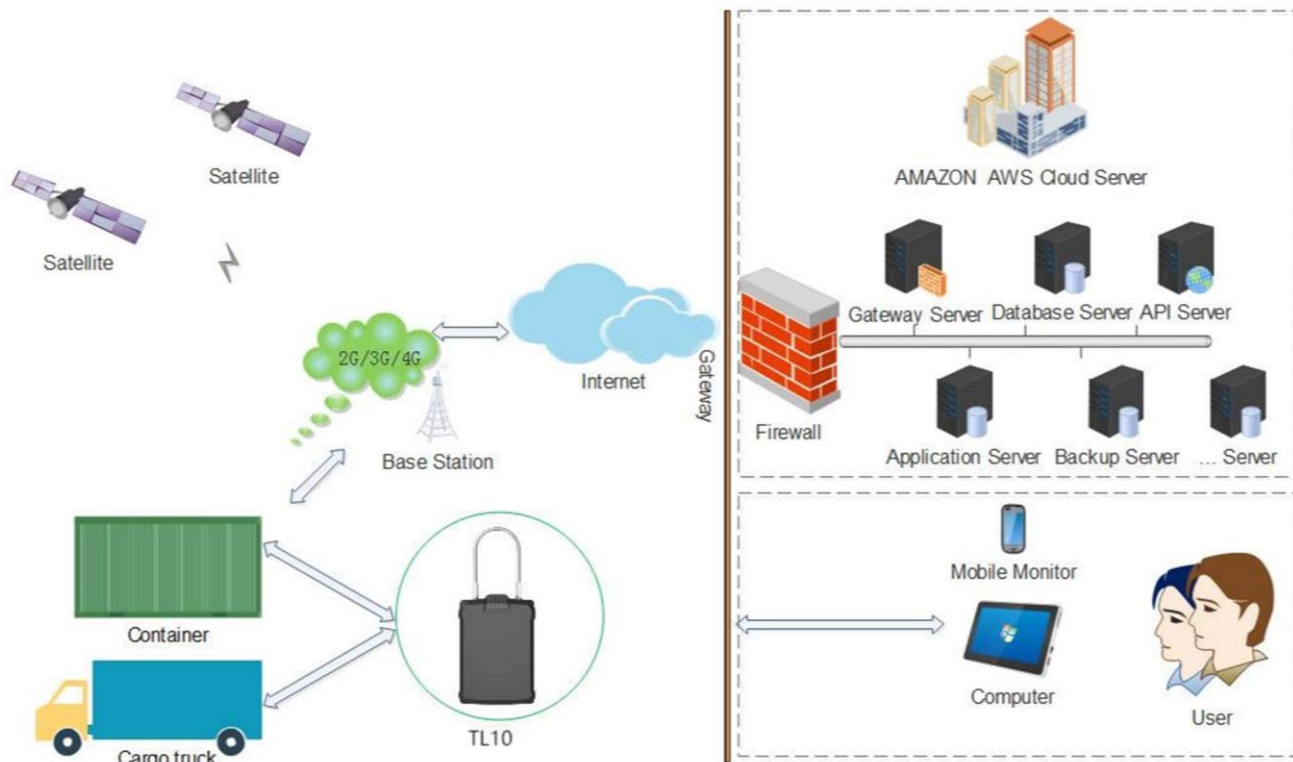 AMAZON AWS Cloud Server
Satellite
Satellite
Gateway Server
Database Server
API Server
2G/3G/4G
Internet
Gateway
Firewall
Base Station
Application Server
Backup Server
... Server
Mobile Monitor
Container
Computer
User
TL10
Cargo truck